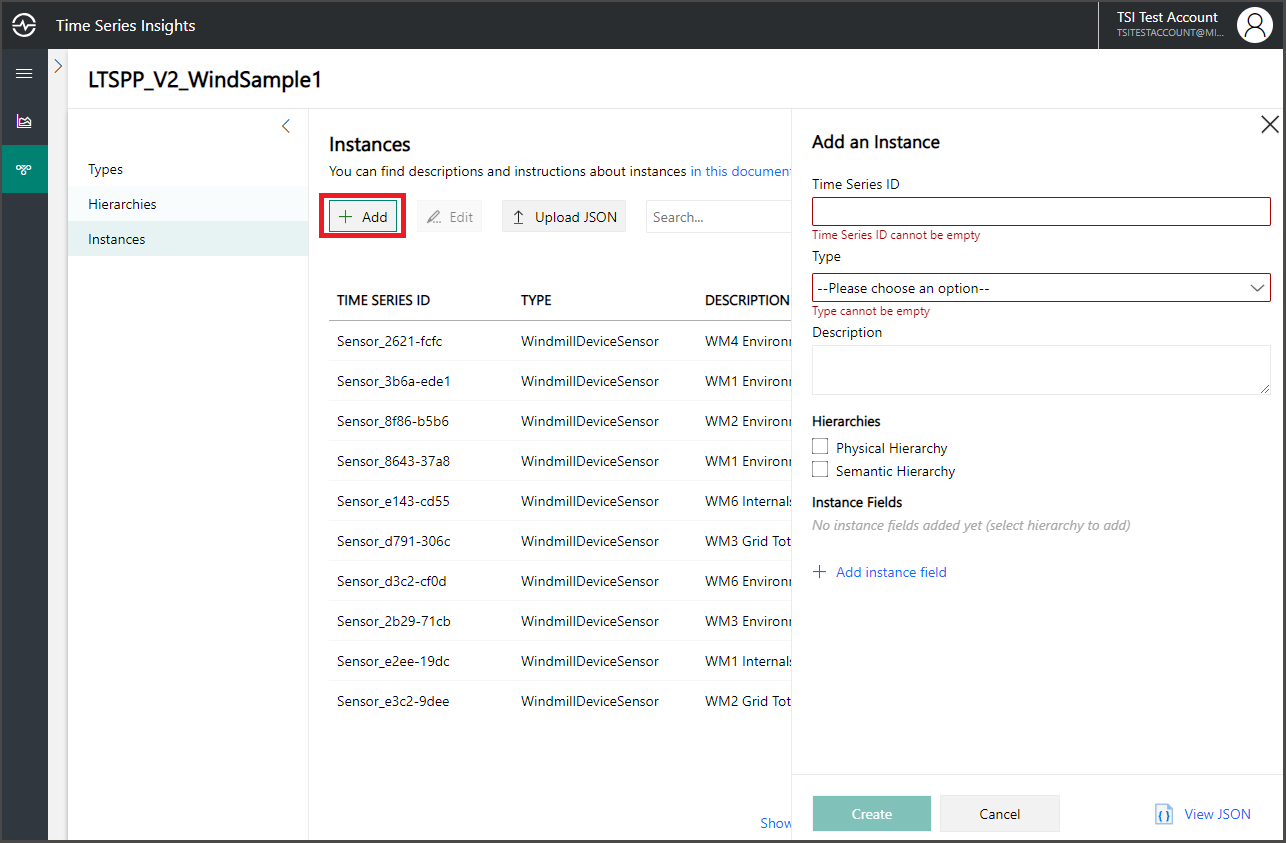 Time Series Insights
TSI Test Account
TSITESTACCOUNT@MI...
LTSPP_V2_WindSample1
Types
Hierarchies
Instances
Instances
You can find descriptions and instructions about instances in this document
Add
Edit
Upload JSON
Search...
TIME SERIES ID TYPE DESCRIPTION
Sensor_2621-fcfc WindmillDeviceSensor WM4 Environ
Sensor_3b6a-ede1 WindmillDeviceSensor WM1 Environ
Sensor_8f86-b5b6 WindmillDeviceSensor WM2 Environ
Sensor_8643-37a8 WindmillDeviceSensor WM1 Environ
Sensor_e143-cd55 WindmillDeviceSensor WM6 Internals
Sensor_d791-306c WindmillDeviceSensor WM3 Grid Tot
Sensor_d3c2-cf0d WindmillDeviceSensor WM6 Environ
Sensor_2b29-71cb WindmillDeviceSensor WM3 Environ
Sensor_e2ee-19dc WindmillDeviceSensor WM1 Internals
Sensor_e3c2-9dee WindmillDeviceSensor WM2 Grid Tot
Show
Add an Instance
Time Series ID
Time Series ID cannot be empty
Type
--Please choose an option--
Type cannot be empty
Description
Hierarchies
Physical Hierarchy
Semantic Hierarchy
Instance Fields
No instance fields added yet (select hierarchy to add)
Add instance field
Create
Cancel
View JSON